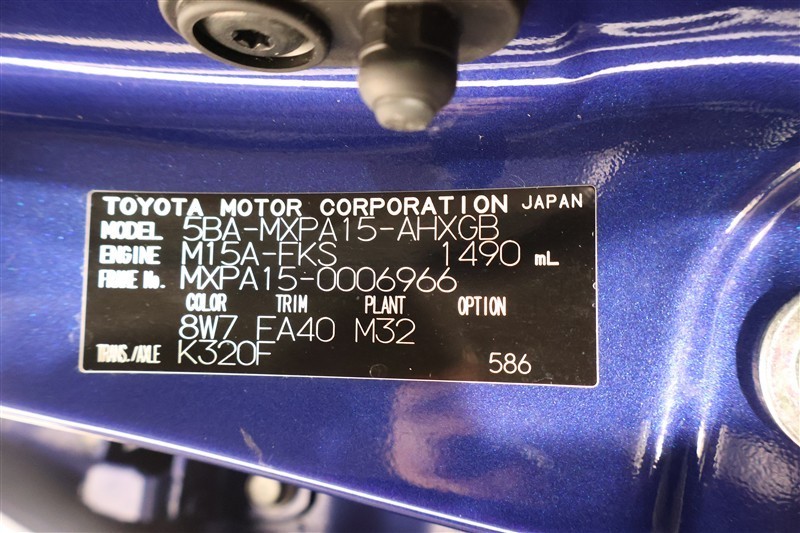 TOYOTA MOTOR CORPORATION JAPAN
MODEL 5BA-MXPA15-AHXGB
ENGINE M15A-FKS 1490 mL
FRAME No. MXPA15-0006966
COLOR TRIM PLANT OPTION
8W7 FA40 M32
TRANS./AXLE K320F
586